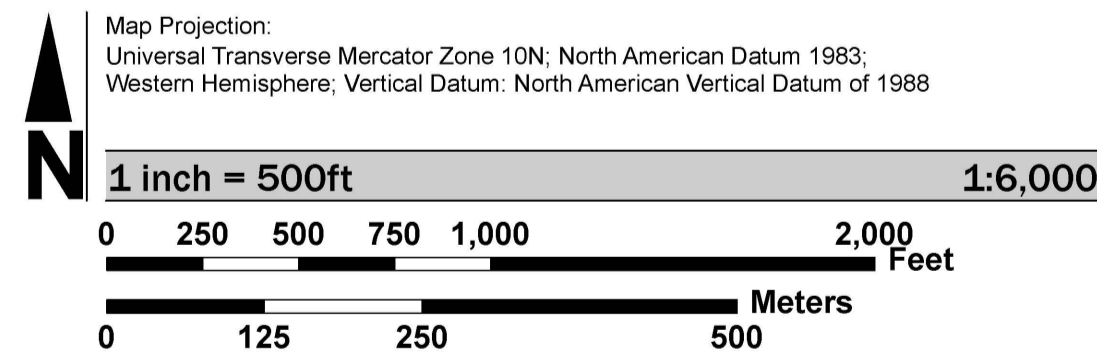 Map Projection:
Universal Transverse Mercator Zone 10N; North American Datum 1983;
Western Hemisphere; Vertical Datum: North American Vertical Datum of 1988
N
1 inch = 500ft 1:6,000
0 250 500 750 1,000 2,000
Feet
Meters
0 125 250 500